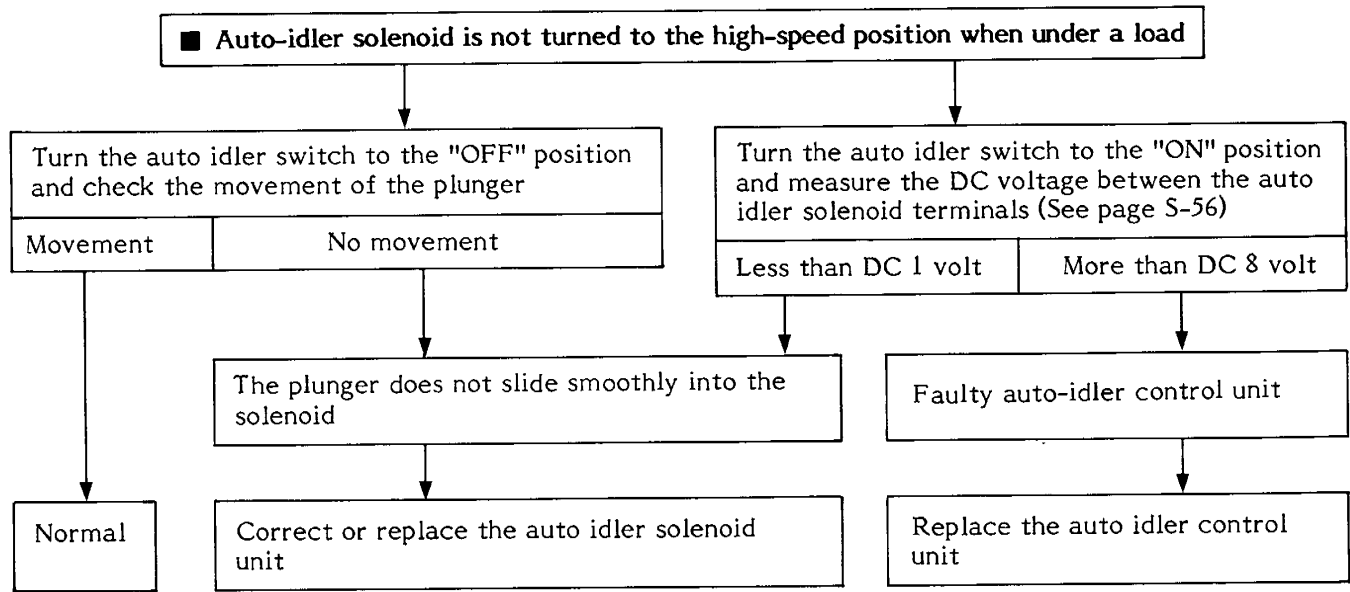 ■ Auto-idler solenoid is not turned to the high-speed position when under a load
Turn the auto idler switch to the "OFF" position
and check the movement of the plunger
Movement
No movement
Turn the auto idler switch to the "ON" position
and measure the DC voltage between the auto
idler solenoid terminals (See page S-56)
Less than DC 1 volt
More than DC 8 volt
The plunger does not slide smoothly into the
solenoid
Faulty auto-idler control unit
Normal
Correct or replace the auto idler solenoid
unit
Replace the auto idler control
unit